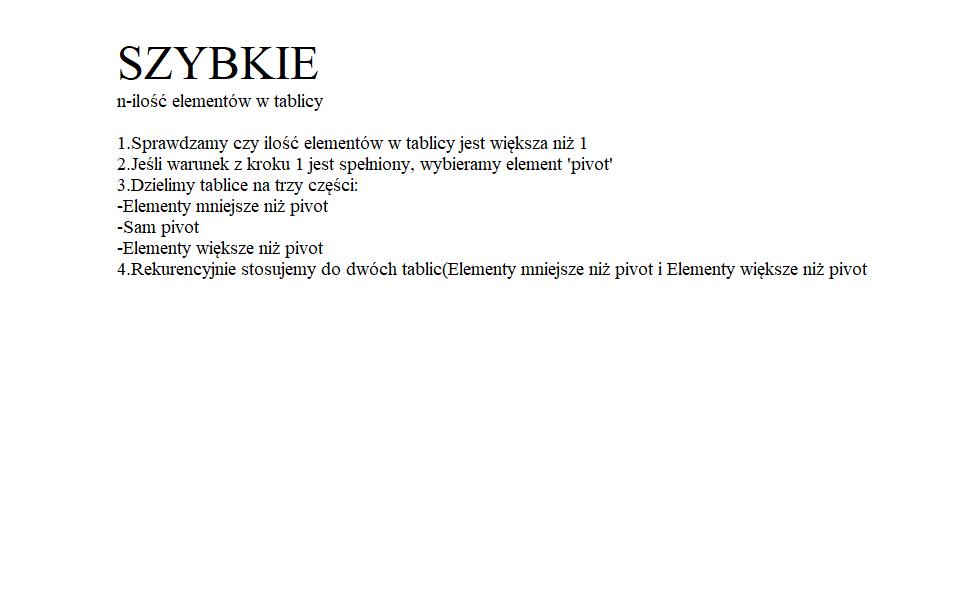 SZYBKIE
n-ilość elementów w tablicy
1.Sprawdzamy czy ilość elementów w tablicy jest większa niż 1
2.Jeśli warunek z kroku 1 jest spełniony, wybieramy element 'pivot'
3.Dzielimy tablice na trzy części:
-Elementy mniejsze niż pivot
-Sam pivot
-Elementy większe niż pivot
4.Rekurencyjnie stosujemy do dwóch tablic(Elementy mniejsze niż pivot i Elementy większe niż pivot